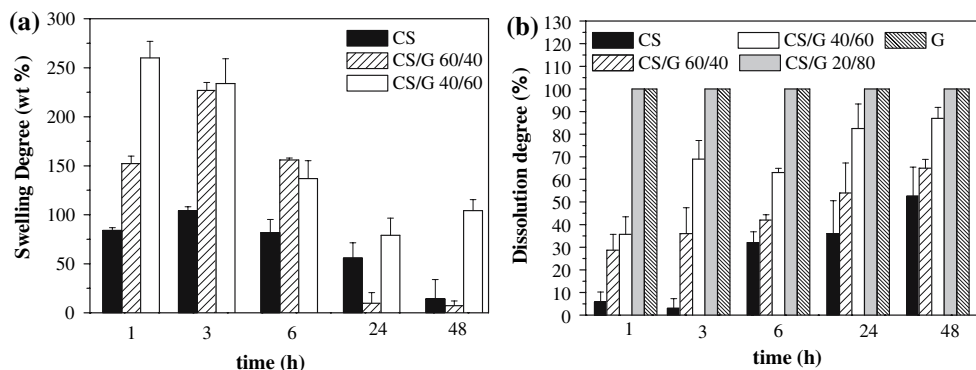 (a)
300
250
200
150
100
50
0
Swelling Degree (wt %)
CS
CS/G 60/40
CS/G 40/60
1 3 6 24 48
time (h)
(b)
130
120
110
100
90
80
70
60
50
40
30
20
10
0
Dissolution degree (%)
CS CS/G 40/60 G
CS/G 60/40 CS/G 20/80
1 3 6 24 48
time (h)